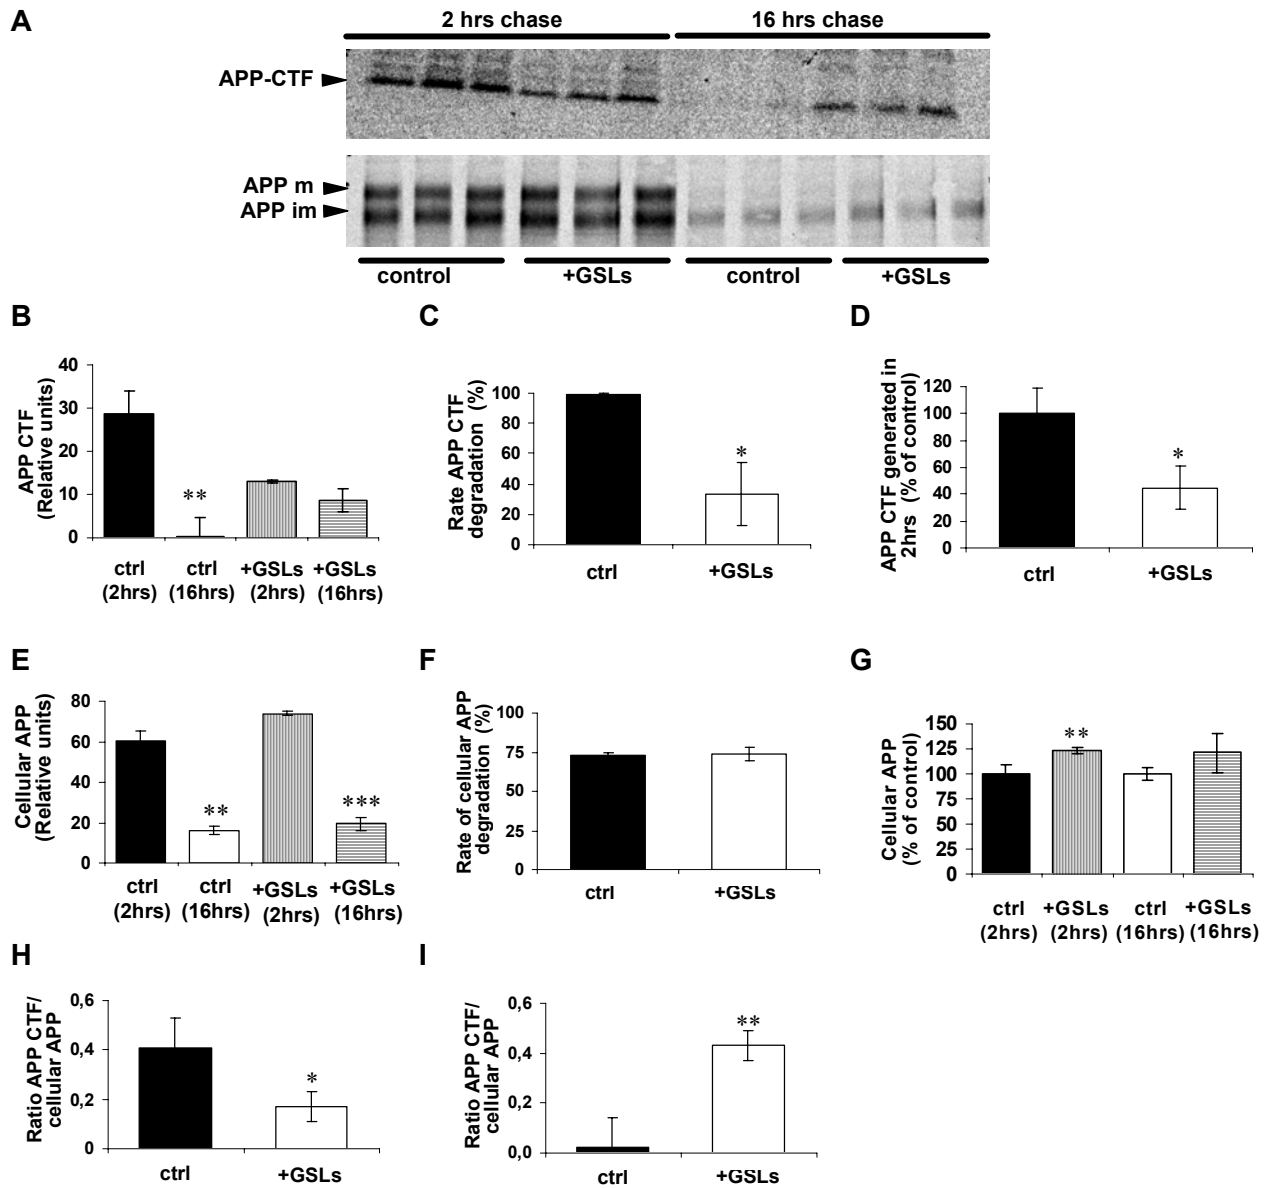 A
2 hrs chase 16 hrs chase
APP-CTF
APP m
APP im
control +GSLs control +GSLs
B
APP CTF
(Relative units)
40
30
20
10
0
**
ctrl +GSLs ctrl +GSLs
ctrl
(2hrs)
ctrl
(16hrs)
+GSLs
(2hrs)
+GSLs
(16hrs)
C
Rate APP CTF
degradation (%)
100
80
60
40
20
0
*
ctrl +GSLs
D
APP CTF generated in
2hrs (% of control)
120
100
80
60
40
20
0
*
ctrl +GSLs
E
Cellular APP
(Relative units)
80
60
40
20
0
**
***
ctrl
(2hrs)
ctrl
(16hrs)
+GSLs
(2hrs)
+GSLs
(16hrs)
F
Rate of cellular APP
degradation (%)
100
75
50
25
0
ctrl +GSLs
G
Cellular APP
(% of control)
150
125
100
75
50
25
0
**
ctrl
(2hrs)
+GSLs
(2hrs)
ctrl
(16hrs)
+GSLs
(16hrs)
H
Ratio APP CTF/
cellular APP
0,6
0,4
0,2
0
*
ctrl +GSLs
I
Ratio APP CTF/
cellular APP
0,6
0,4
0,2
0,0
**
ctrl +GSLs